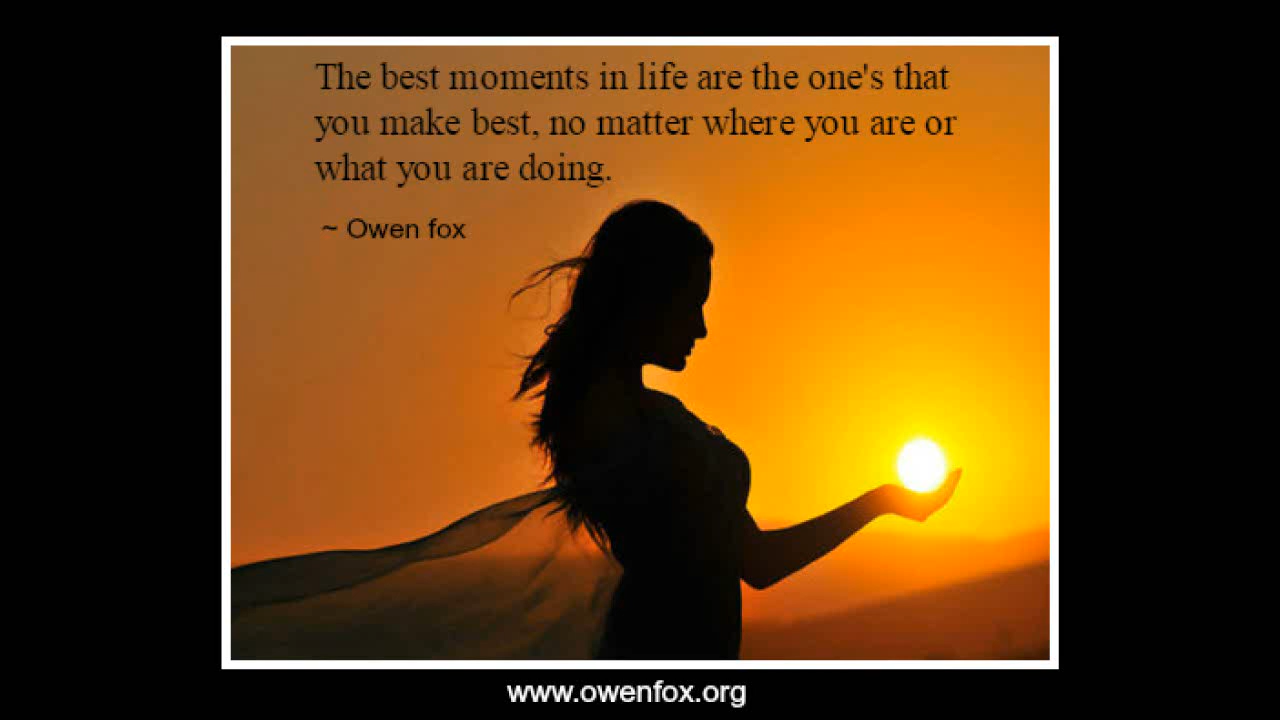 The best moments in life are the one's that
you make best, no matter where you are or
what you are doing.
~ Owen fox
www.owenfox.org